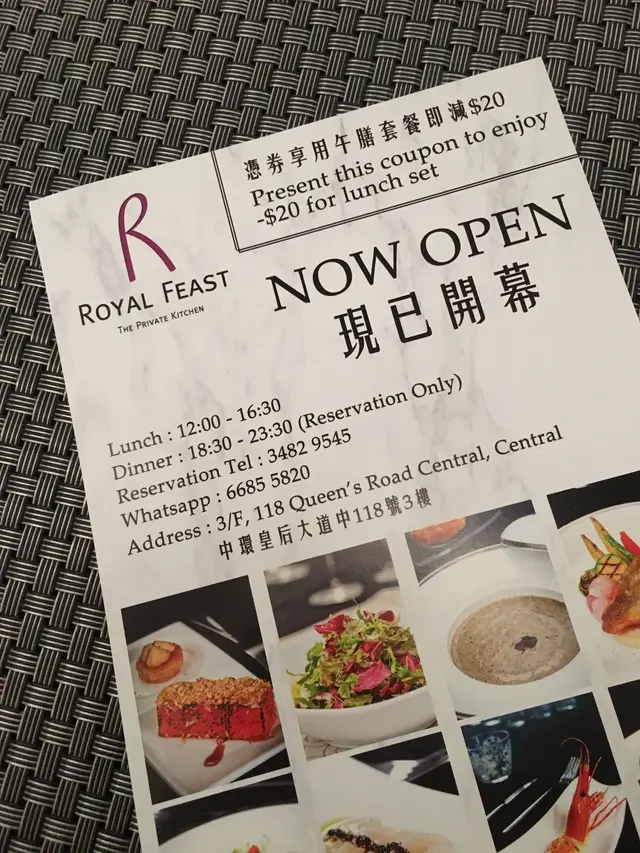 憑券享用午膳套餐即減$20
Present this coupon to enjoy
-$20 for lunch set
R
ROYAL FEAST
THE PRIVATE KITCHEN
NOW OPEN
現已開幕
Lunch : 12:00 - 16:30
Dinner : 18:30 - 23:30 (Reservation Only)
Reservation Tel : 3482 9545
Whatsapp : 6685 5820
Address : 3/F, 118 Queen's Road Central, Central
中環皇后大道中118號3樓